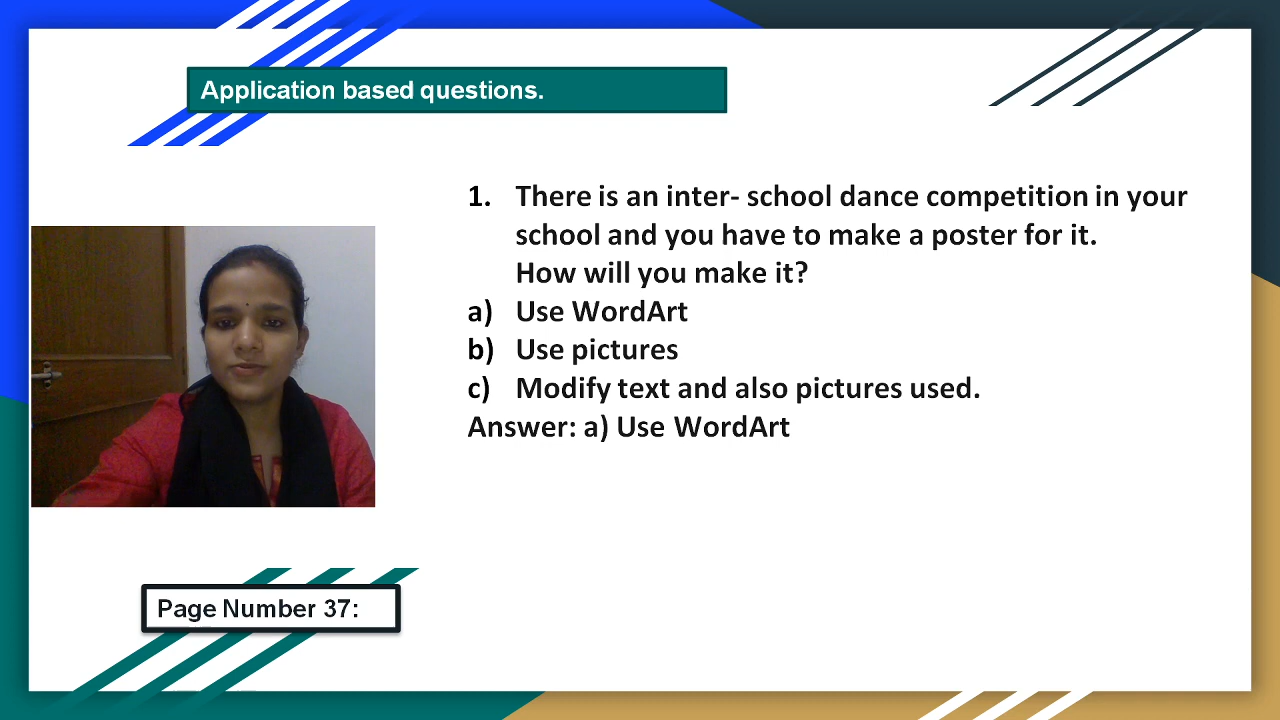 Application based questions.
1. There is an inter- school dance competition in your
school and you have to make a poster for it.
How will you make it?
a) Use WordArt
b) Use pictures
c) Modify text and also pictures used.
Answer: a) Use WordArt
Page Number 37: